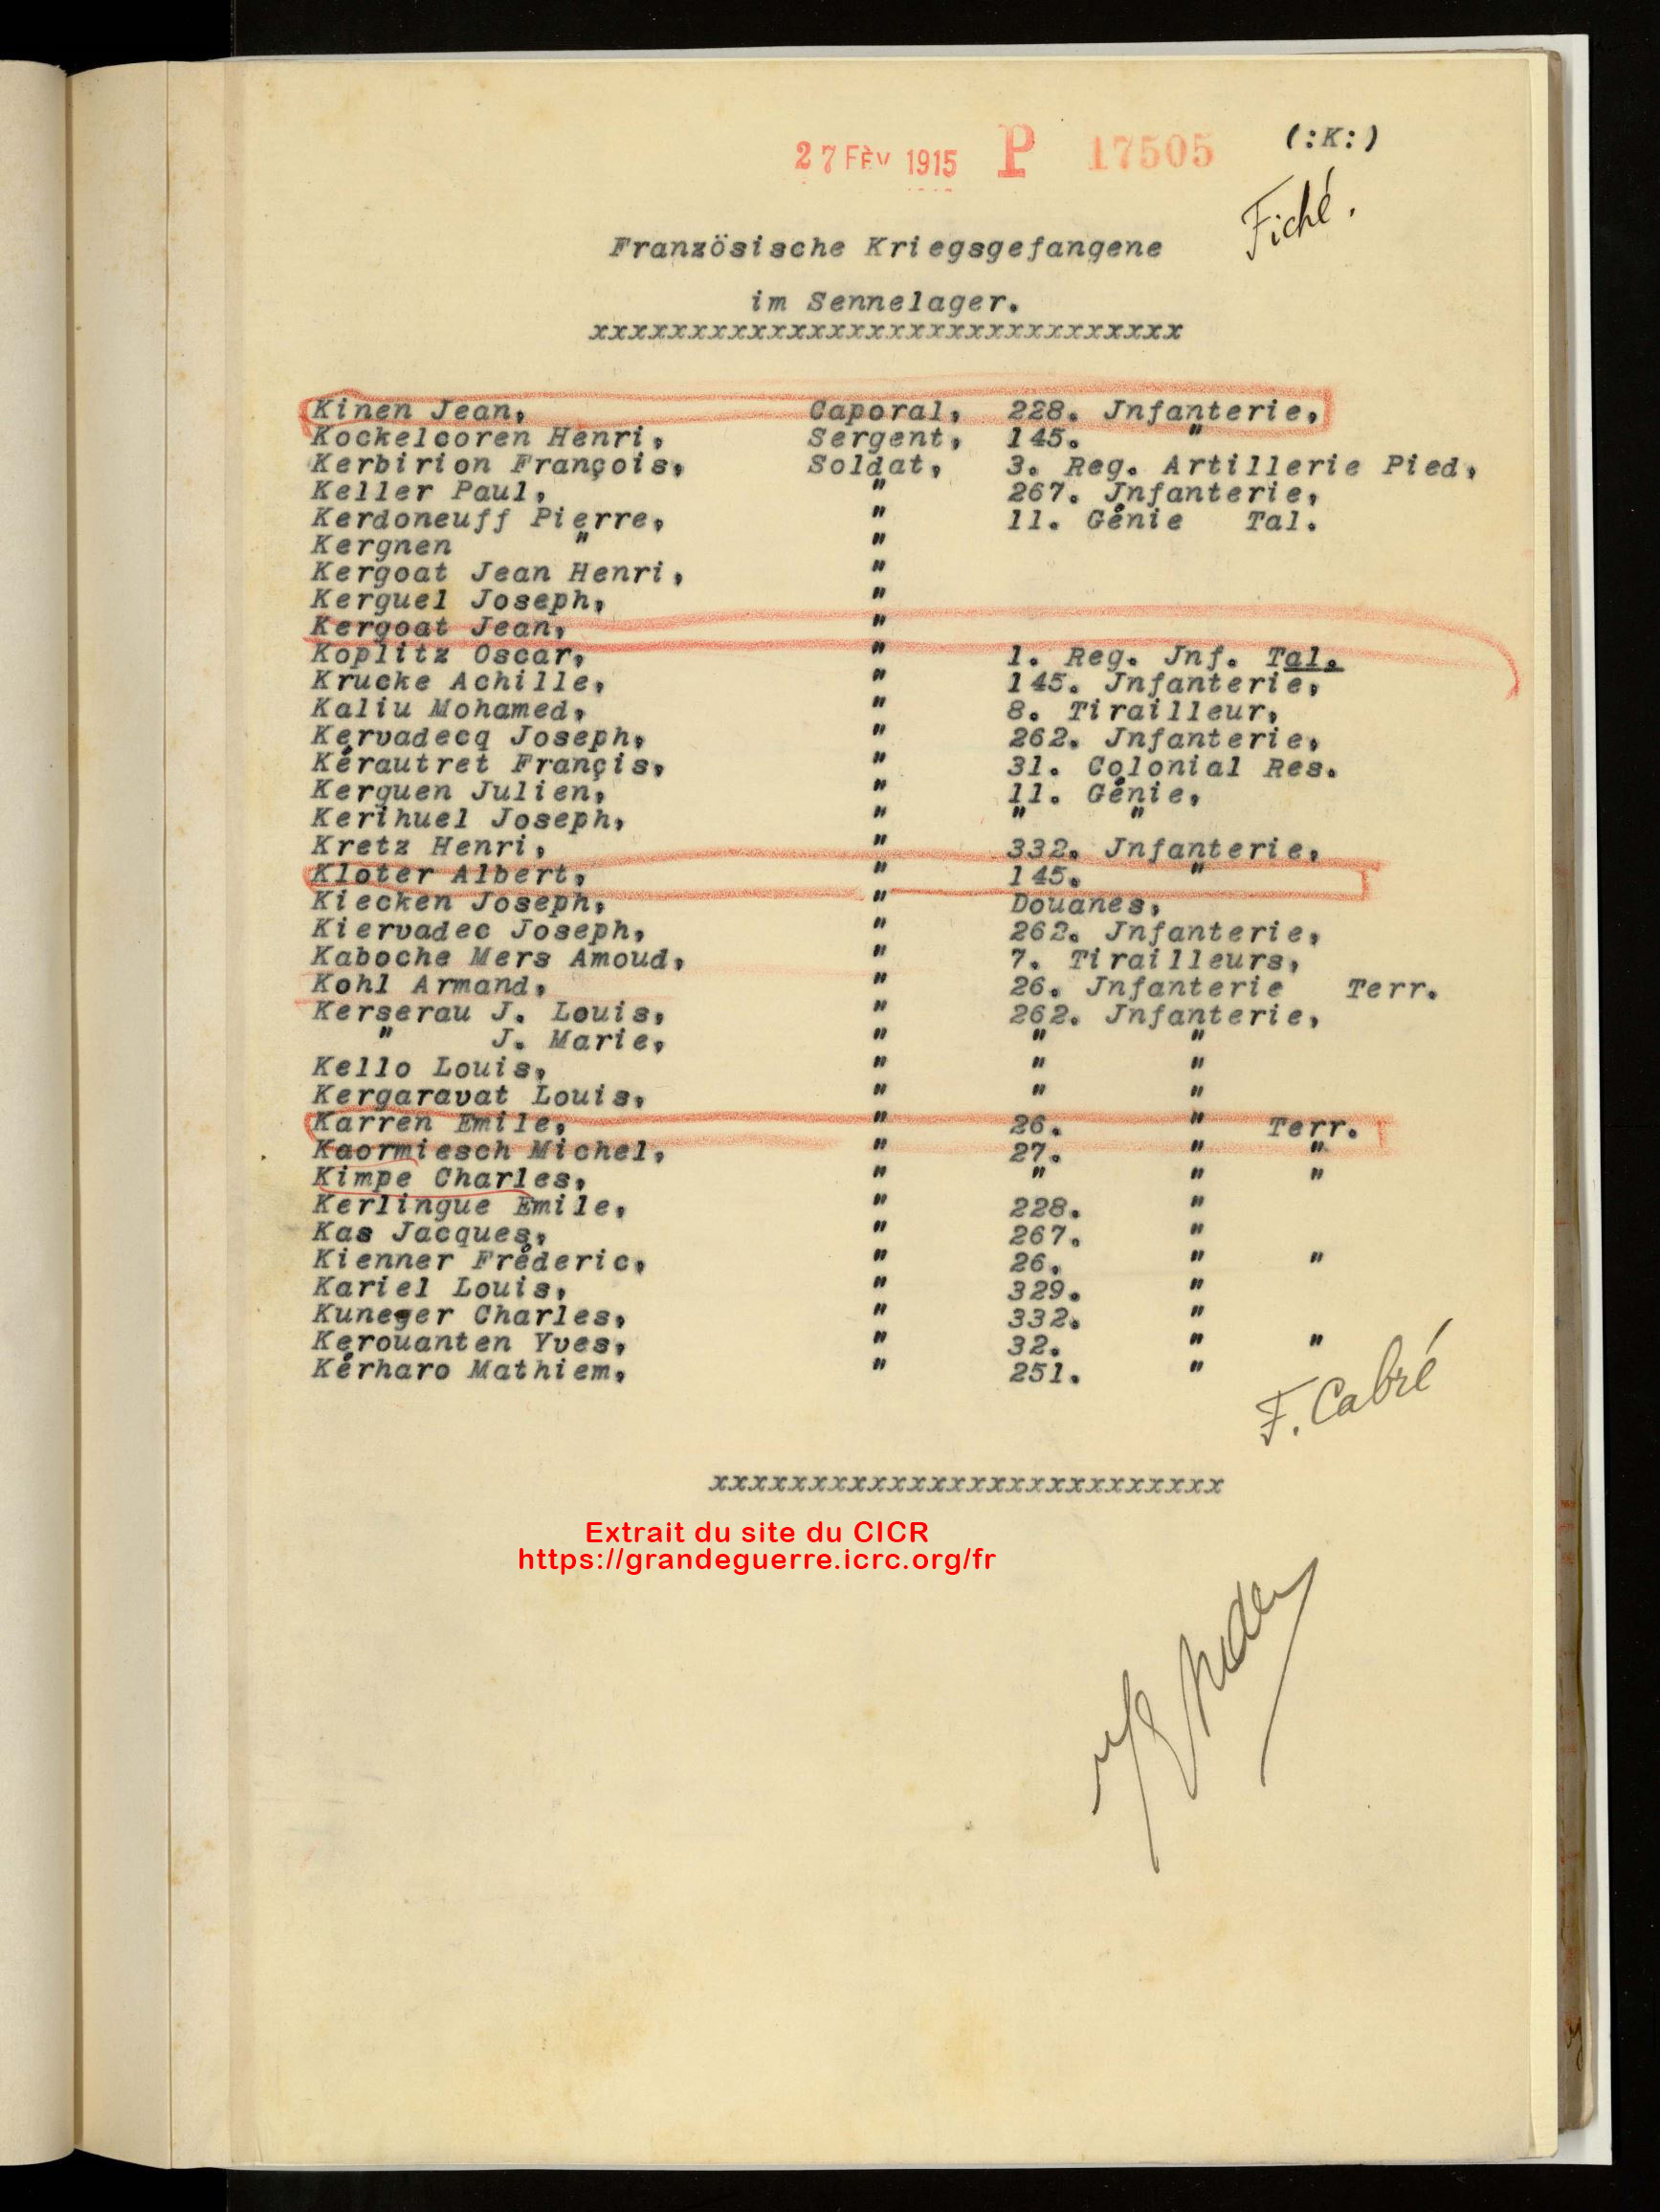 27 FÈV 1915 P 17505 (:K:)
Fiché.
Französische Kriegsgefangene
im Sennelager.
xxxxxxxxxxxxxxxxxxxxxxxxxxxxxx
Kinen Jean, Caporal, 228. Jnfanterie,
Kockelcoren Henri, Sergent, 145. "
Kerbirion François, Soldat, 3. Reg. Artillerie Pied,
Keller Paul, " 267. Jnfanterie,
Kerdoneuff Pierre, " 11. Génie Tal.
Kergnen " "
Kergoat Jean Henri, "
Kerguel Joseph, "
Kergoat Jean, "
Koplitz Oscar, " 1. Reg. Jnf. Tal.
Krucke Achille, " 145. Jnfanterie,
Kaliu Mohamed, " 8. Tirailleur,
Kervadecq Joseph, " 262. Jnfanterie,
Kérautret Françis, " 31. Colonial Res.
Kerguen Julien, " 11. Génie,
Kerihuel Joseph, " " "
Kretz Henri, " 332. Jnfanterie,
Kloter Albert, " 145. "
Kiecken Joseph, " Douanes,
Kiervadec Joseph, " 262. Jnfanterie,
Kaboche Mers Amoud, " 7. Tirailleurs,
Kohl Armand, " 26. Jnfanterie Terr.
Kerserau J. Louis, " 262. Jnfanterie,
" J. Marie, " " "
Kello Louis, " " "
Kergaravat Louis, " " "
Karren Emile, " 26. " Terr.
Kaormiesch Michel, " 27. " "
Kimpe Charles, " " " "
Kerlingue Emile, " 228. "
Kas Jacques, " 267. "
Kienner Fréderic, " 26. " "
Kariel Louis, " 329. "
Kuneger Charles, " 332. "
Kerouanten Yves, " 32. " "
Kérharo Mathiem, " 251. "
F. Cabré
xxxxxxxxxxxxxxxxxxxxxxxxxx
Extrait du site du CICR
https://grandeguerre.icrc.org/fr